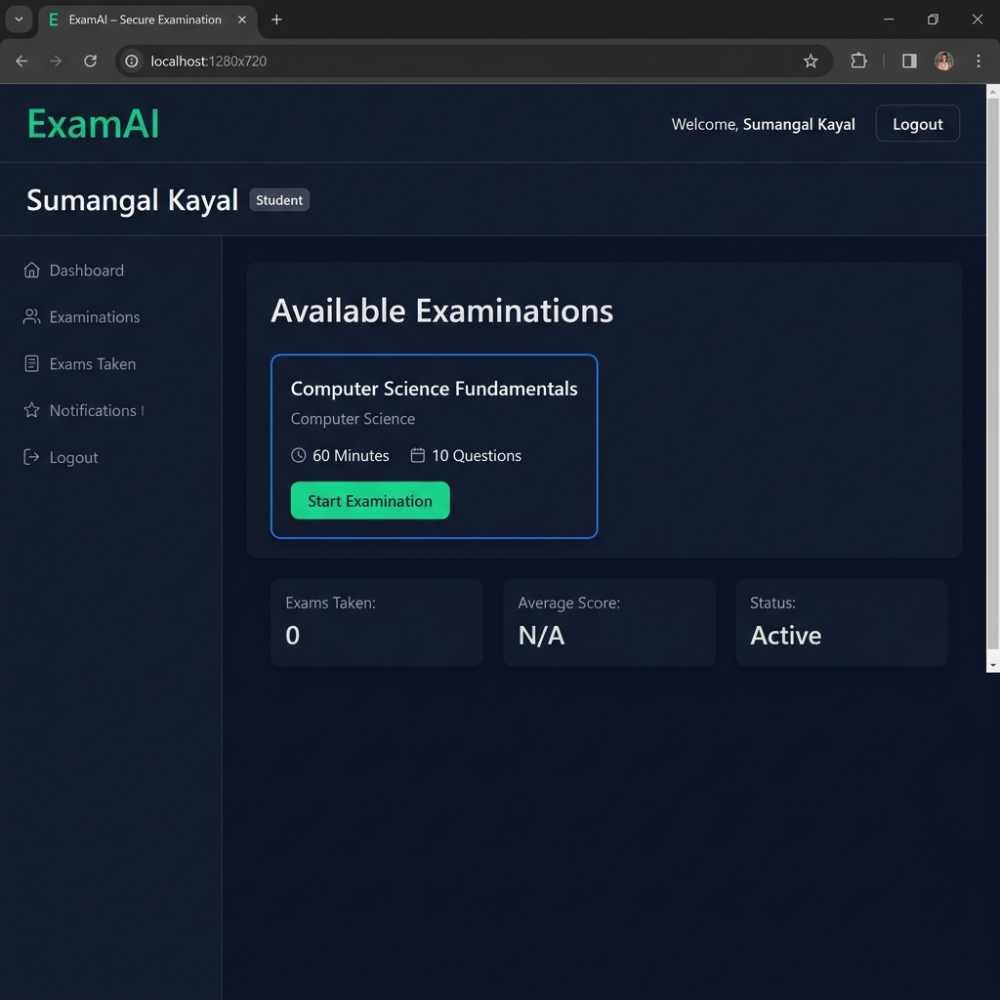 E ExamAI – Secure Examination
localhost:1280x720
ExamAI
Welcome, Sumangal Kayal
Logout
Sumangal Kayal
Student
Dashboard
Examinations
Exams Taken
Notifications
Logout
Available Examinations
Computer Science Fundamentals
Computer Science
60 Minutes 10 Questions
Start Examination
Exams Taken:
0
Average Score:
N/A
Status:
Active